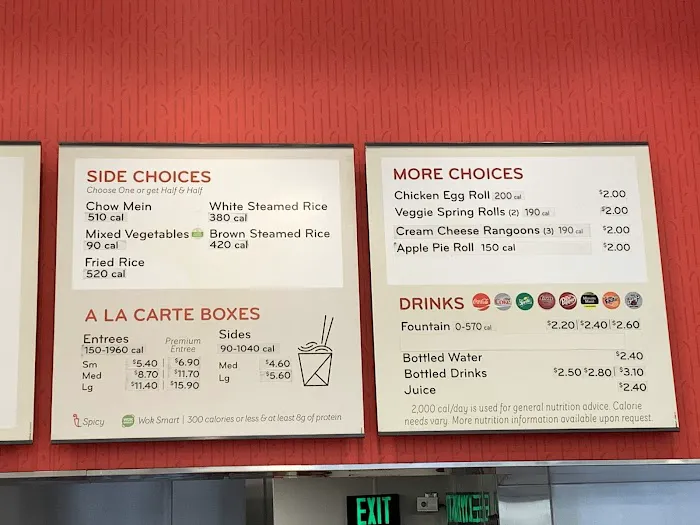 SIDE CHOICES
Choose One or get Half & Half
Chow Mein
510 cal
White Steamed Rice
380 cal
Mixed Vegetables
90 cal
Brown Steamed Rice
420 cal
Fried Rice
520 cal
A LA CARTE BOXES
Entrees
150-1960 cal
Premium
Entree
Sm $5.40 | $6.90
Med $8.70 | $11.70
Lg $11.40 | $15.90
Sides
90-1040 cal
Med $4.60
Lg $5.60
Spicy Wok Smart | 300 calories or less & at least 8g of protein
MORE CHOICES
Chicken Egg Roll 200 cal $2.00
Veggie Spring Rolls (2) 190 cal $2.00
Cream Cheese Rangoons (3) 190 cal $2.00
Apple Pie Roll 150 cal $2.00
DRINKS
Fountain 0-570 cal $2.20 | $2.40 | $2.60
Bottled Water $2.40
Bottled Drinks $2.50 $2.80 | $3.10
Juice $2.40
2,000 cal/day is used for general nutrition advice. Calorie
needs vary. More nutrition information available upon request.
EXIT